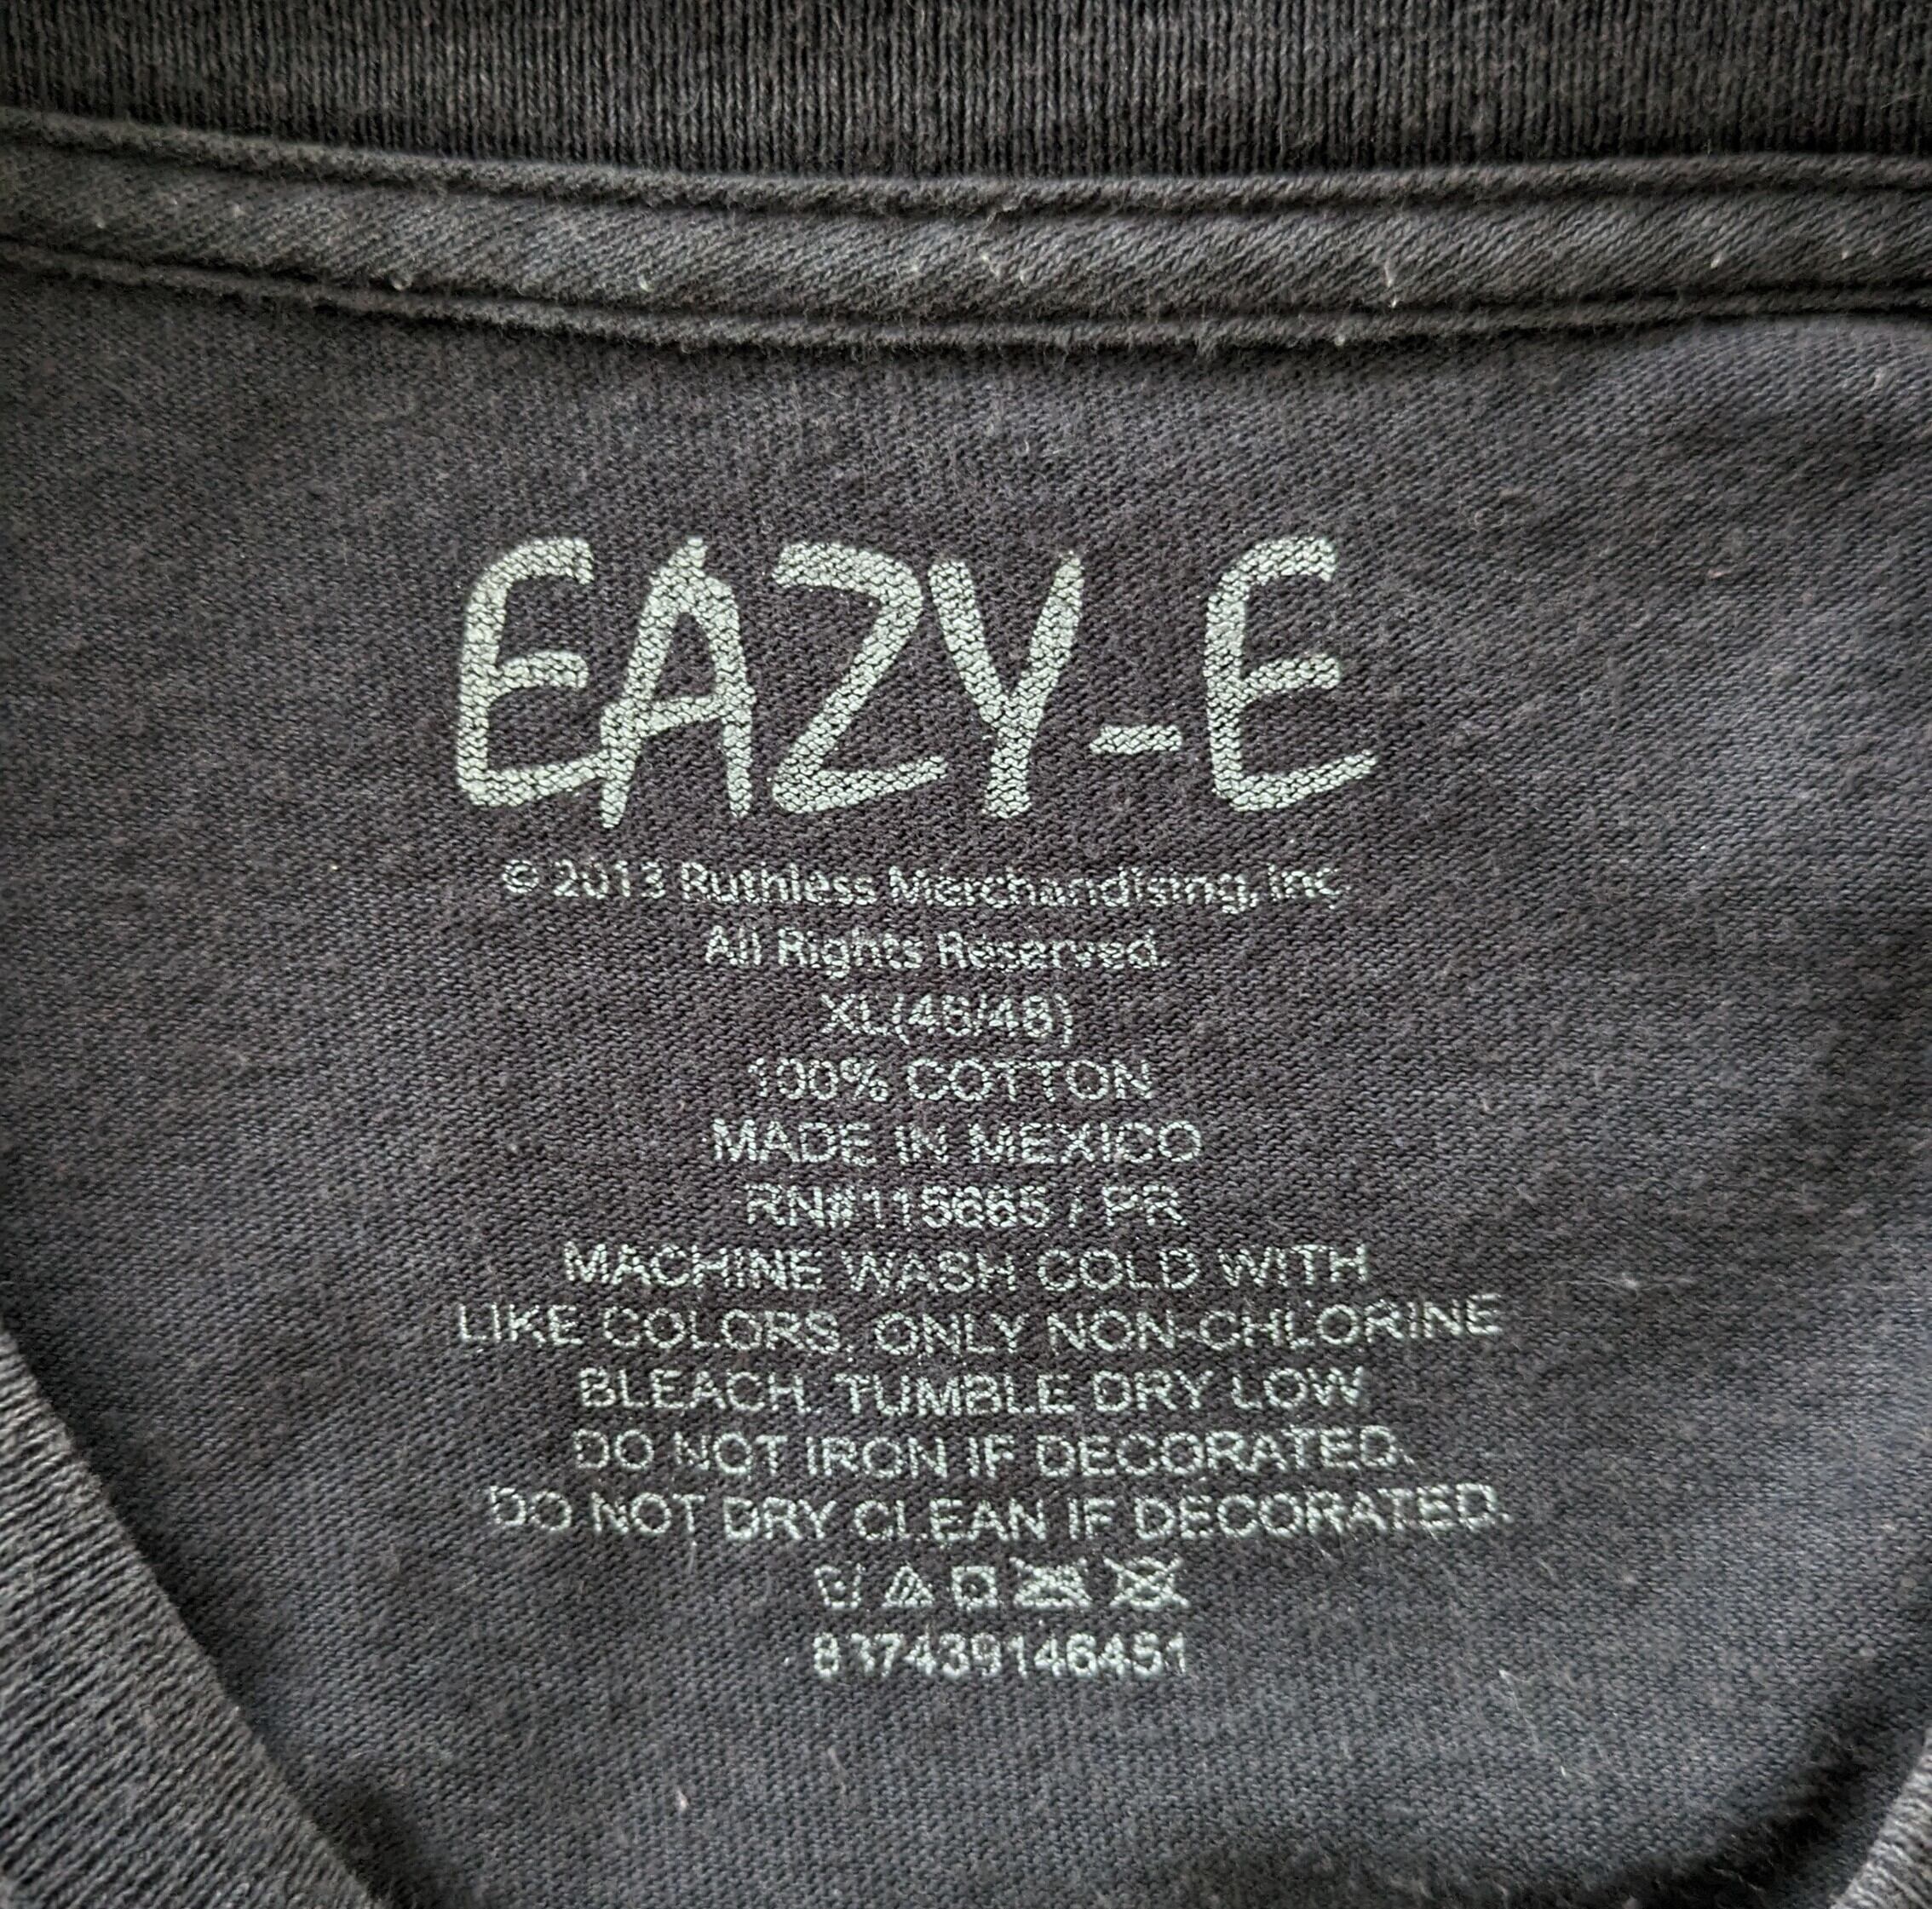 EAZY-E
© 2013 Ruthless Merchandising, Inc.
All Rights Reserved.
XL(46/48)
100% COTTON
MADE IN MEXICO
RN#115665 / PR
MACHINE WASH COLD WITH
LIKE COLORS. ONLY NON-CHLORINE
BLEACH. TUMBLE DRY LOW
DO NOT IRON IF DECORATED.
DO NOT DRY CLEAN IF DECORATED.
837439146451